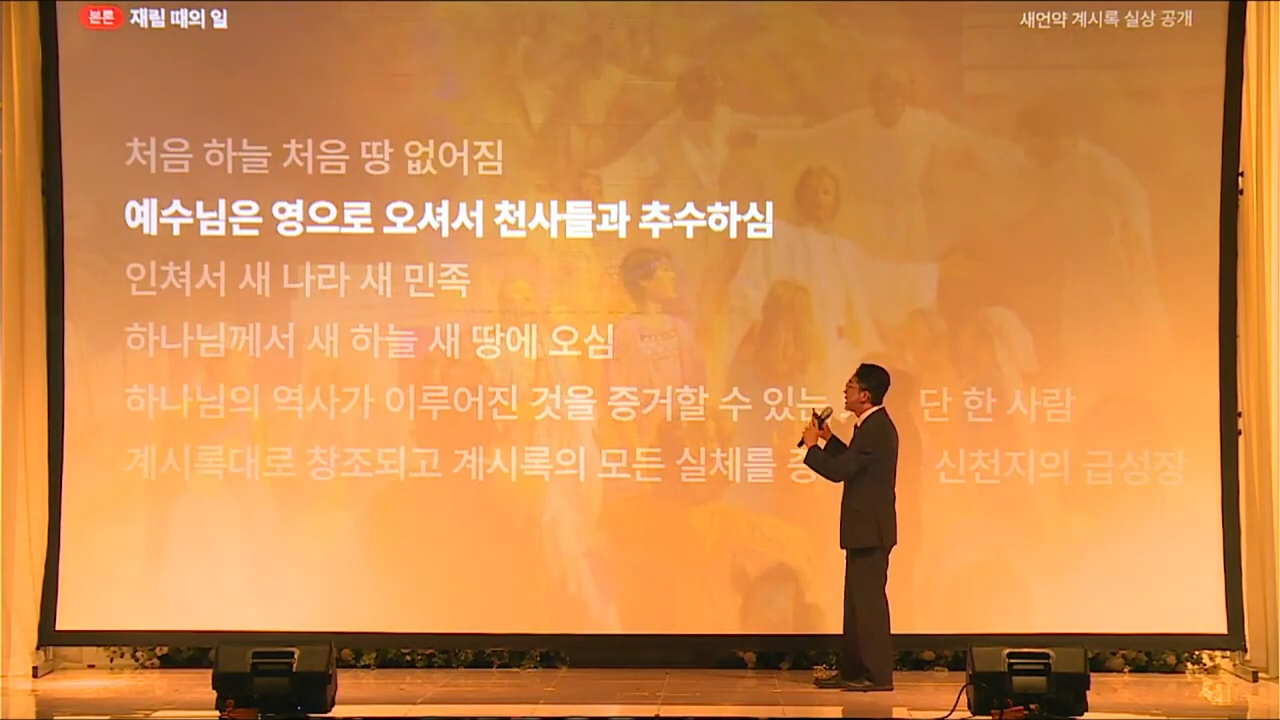 본론 재림 때의 일
새언약 계시록 실상 공개
처음 하늘 처음 땅 없어짐
예수님은 영으로 오셔서 천사들과 추수하심
인쳐서 새 나라 새 민족
하나님께서 새 하늘 새 땅에 오심
하나님의 역사가 이루어진 것을 증거할 수 있는 단 한 사람
계시록대로 창조되고 계시록의 모든 실체를 신천지의 급성장